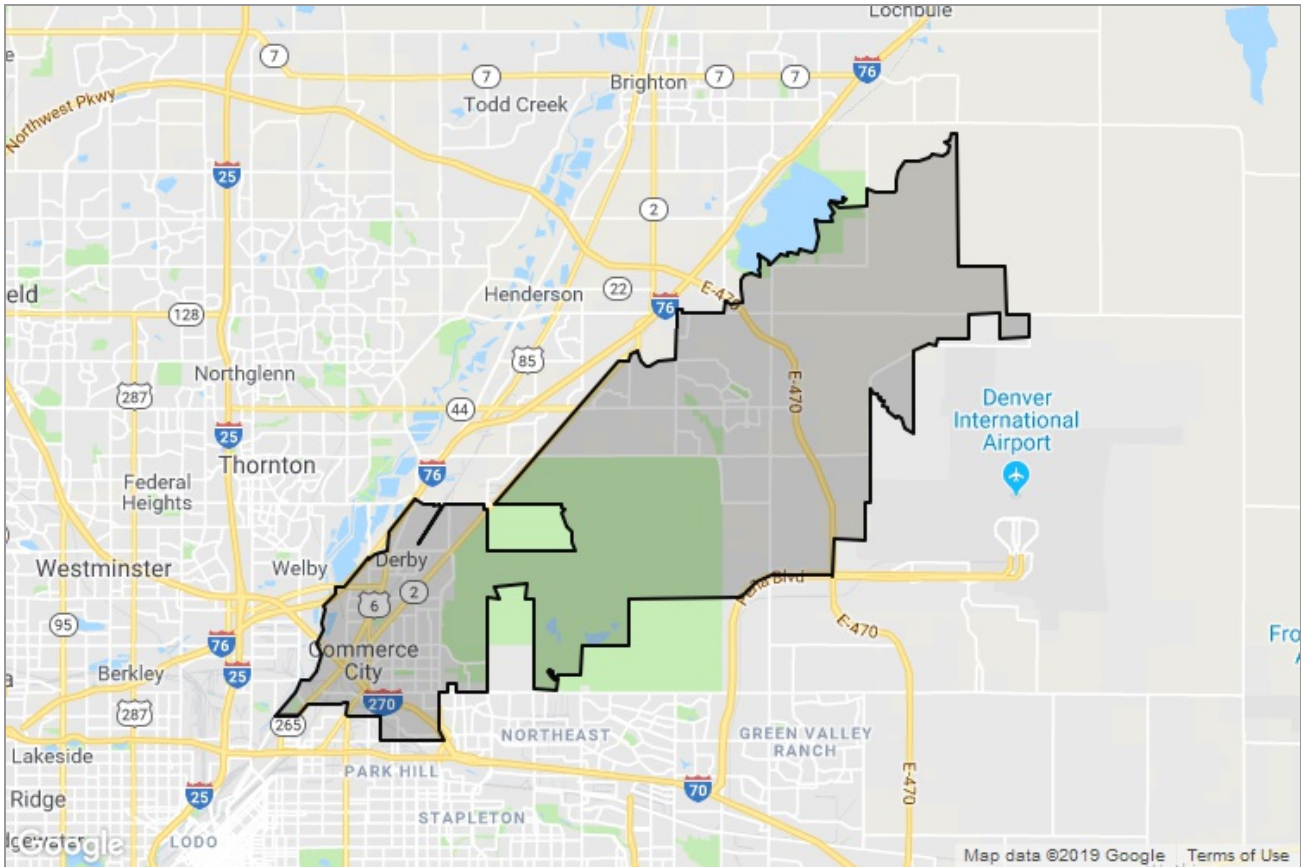 Lochbuie
7
7
Brighton
7
7
76
Todd Creek
Northwest Pkwy
25
2
eld
Henderson
22
E-470
76
128
85
Northglenn
E-470
287
44
Denver
International
Airport
25
Thornton
76
Federal
Heights
Derby
Westminster
Welby
Peña Blvd
6
2
95
E-470
76
Commerce
City
Fro
Berkley
25
270
287
265
NORTHEAST
GREEN VALLEY
RANCH
Lakeside
PARK HILL
E-470
70
Ridge
25
STAPLETON
dgewater
LODO
Google
Map data ©2019 Google
Terms of Use